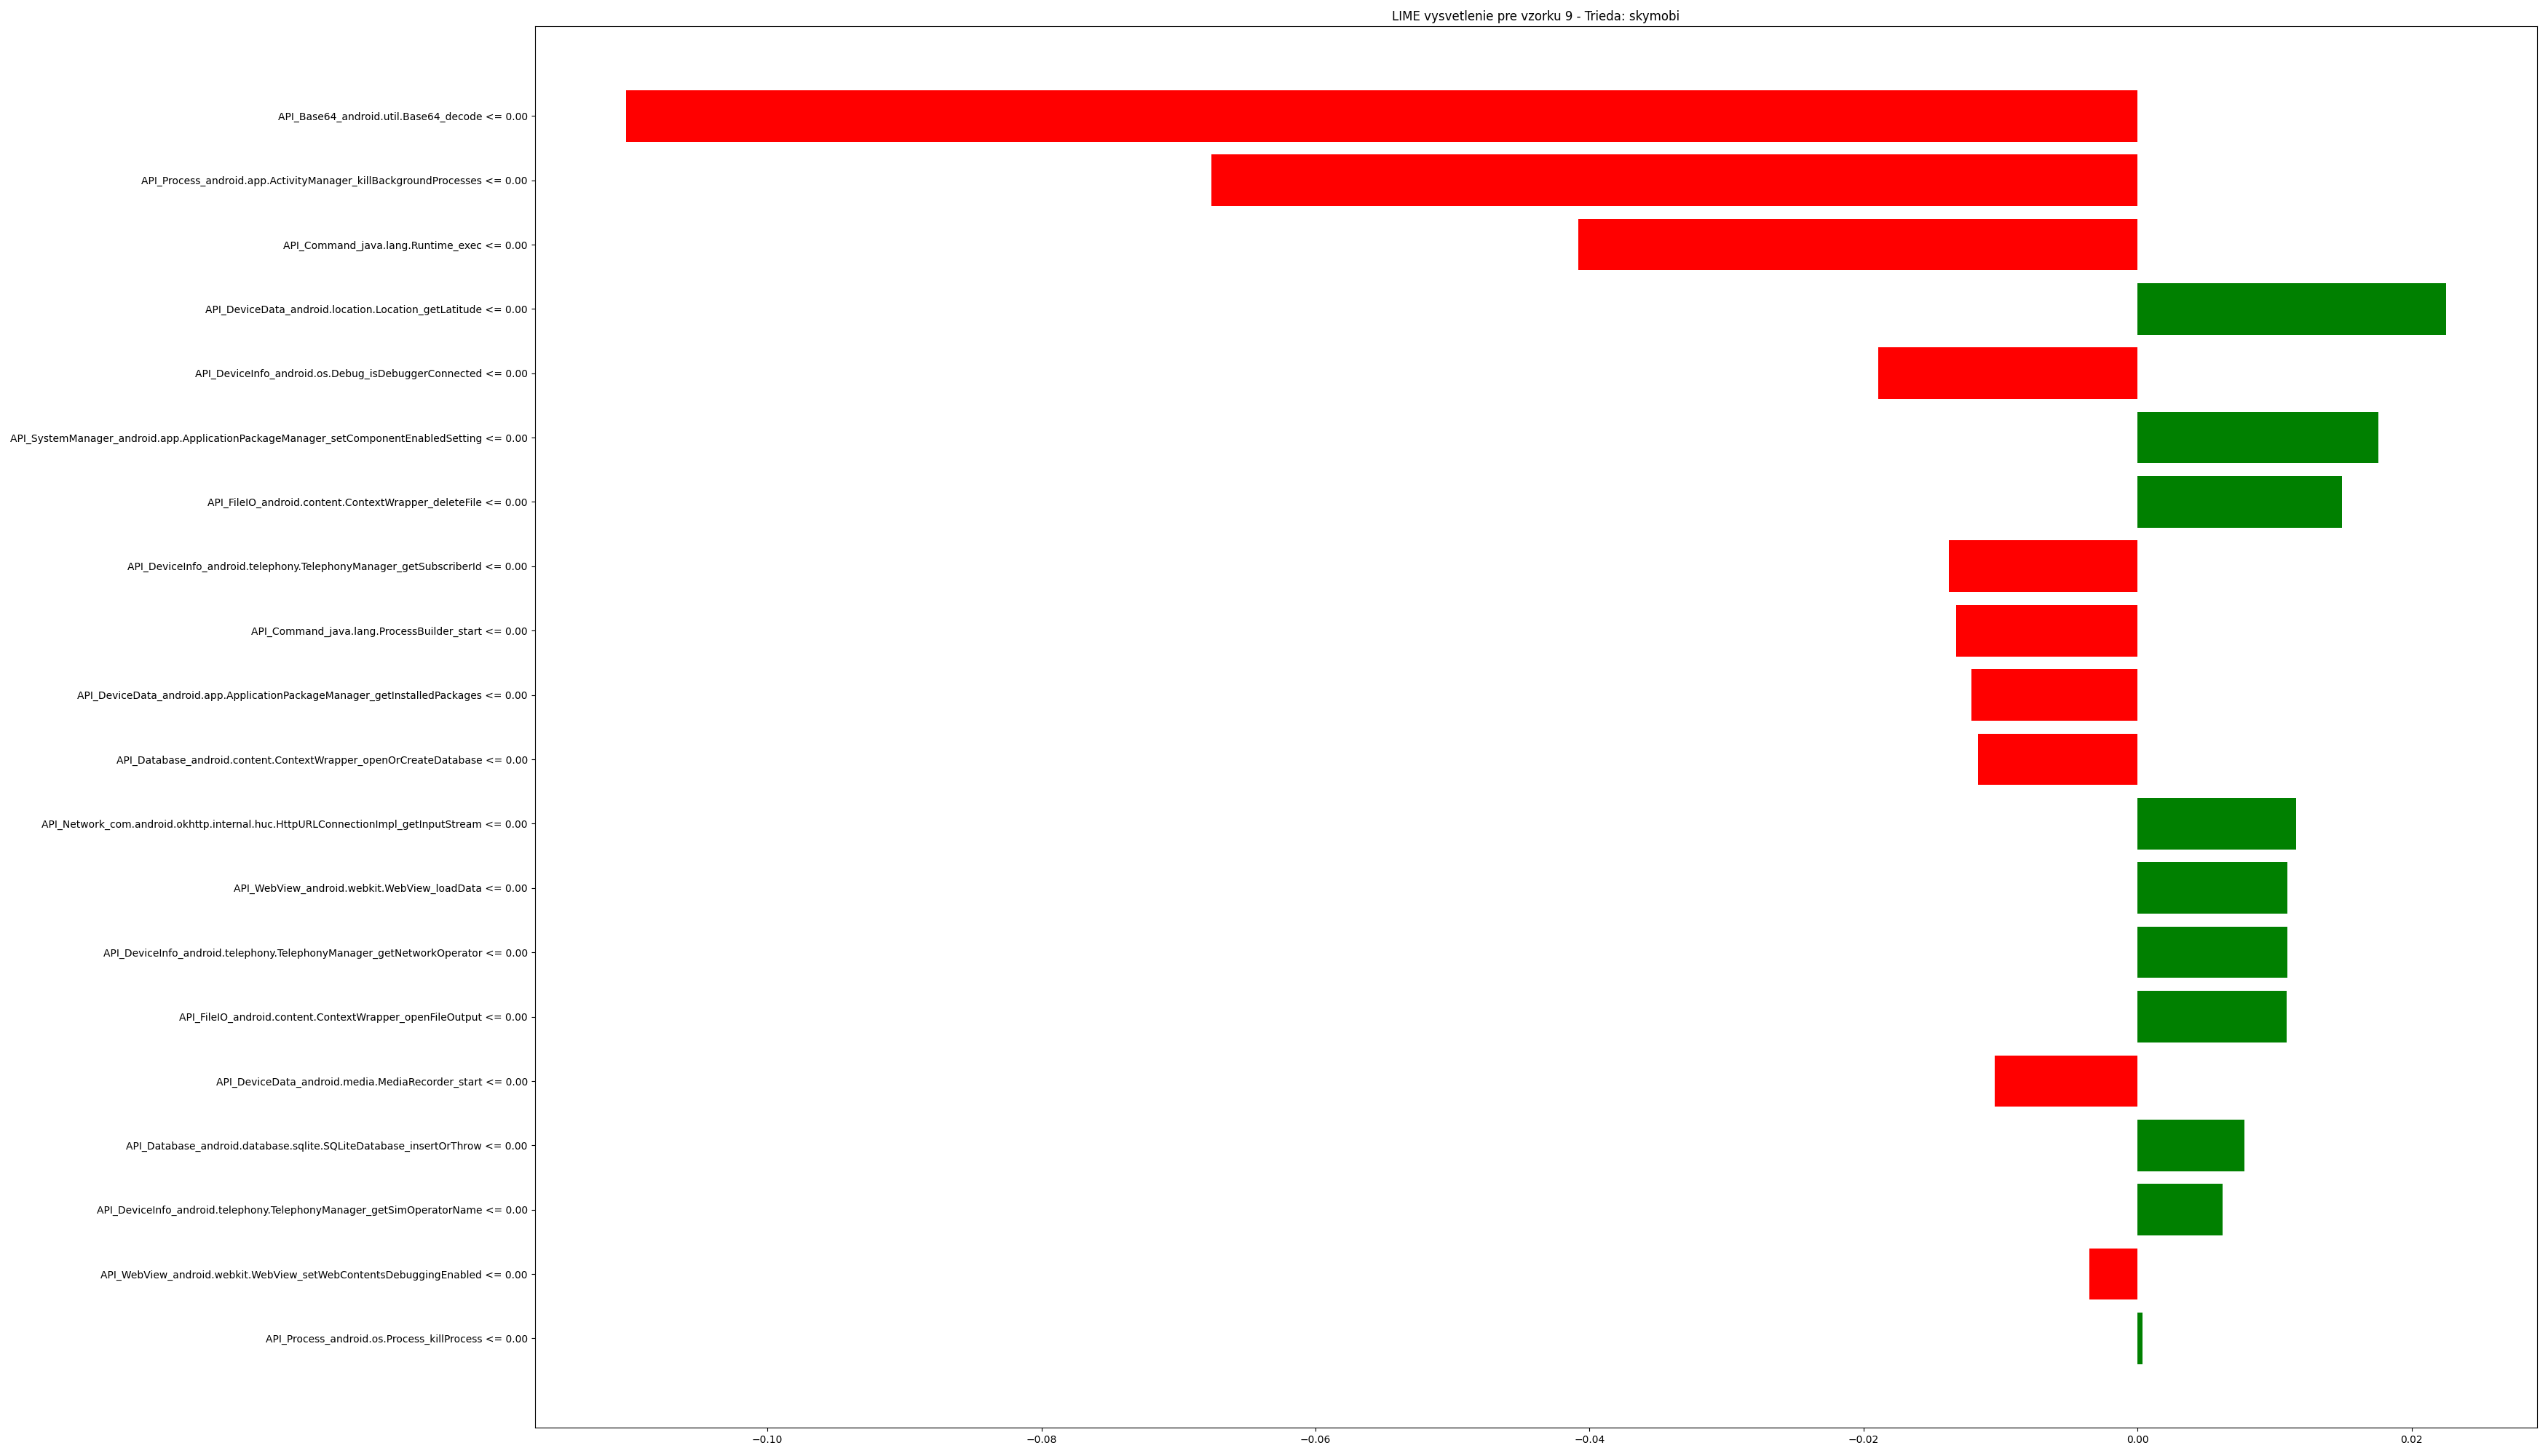 LIME vysvetlenie pre vzorku 9 - Trieda: skymobi
API_Base64_android.util.Base64_decode <= 0.00
API_Process_android.app.ActivityManager_killBackgroundProcesses <= 0.00
API_Command_java.lang.Runtime_exec <= 0.00
API_DeviceData_android.location.Location_getLatitude <= 0.00
API_DeviceInfo_android.os.Debug_isDebuggerConnected <= 0.00
API_SystemManager_android.app.ApplicationPackageManager_setComponentEnabledSetting <= 0.00
API_FileIO_android.content.ContextWrapper_deleteFile <= 0.00
API_DeviceInfo_android.telephony.TelephonyManager_getSubscriberId <= 0.00
API_Command_java.lang.ProcessBuilder_start <= 0.00
API_DeviceData_android.app.ApplicationPackageManager_getInstalledPackages <= 0.00
API_Database_android.content.ContextWrapper_openOrCreateDatabase <= 0.00
API_Network_com.android.okhttp.internal.huc.HttpURLConnectionImpl_getInputStream <= 0.00
API_WebView_android.webkit.WebView_loadData <= 0.00
API_DeviceInfo_android.telephony.TelephonyManager_getNetworkOperator <= 0.00
API_FileIO_android.content.ContextWrapper_openFileOutput <= 0.00
API_DeviceData_android.media.MediaRecorder_start <= 0.00
API_Database_android.database.sqlite.SQLiteDatabase_insertOrThrow <= 0.00
API_DeviceInfo_android.telephony.TelephonyManager_getSimOperatorName <= 0.00
API_WebView_android.webkit.WebView_setWebContentsDebuggingEnabled <= 0.00
API_Process_android.os.Process_killProcess <= 0.00
−0.10 −0.08 −0.06 −0.04 −0.02 0.00 0.02